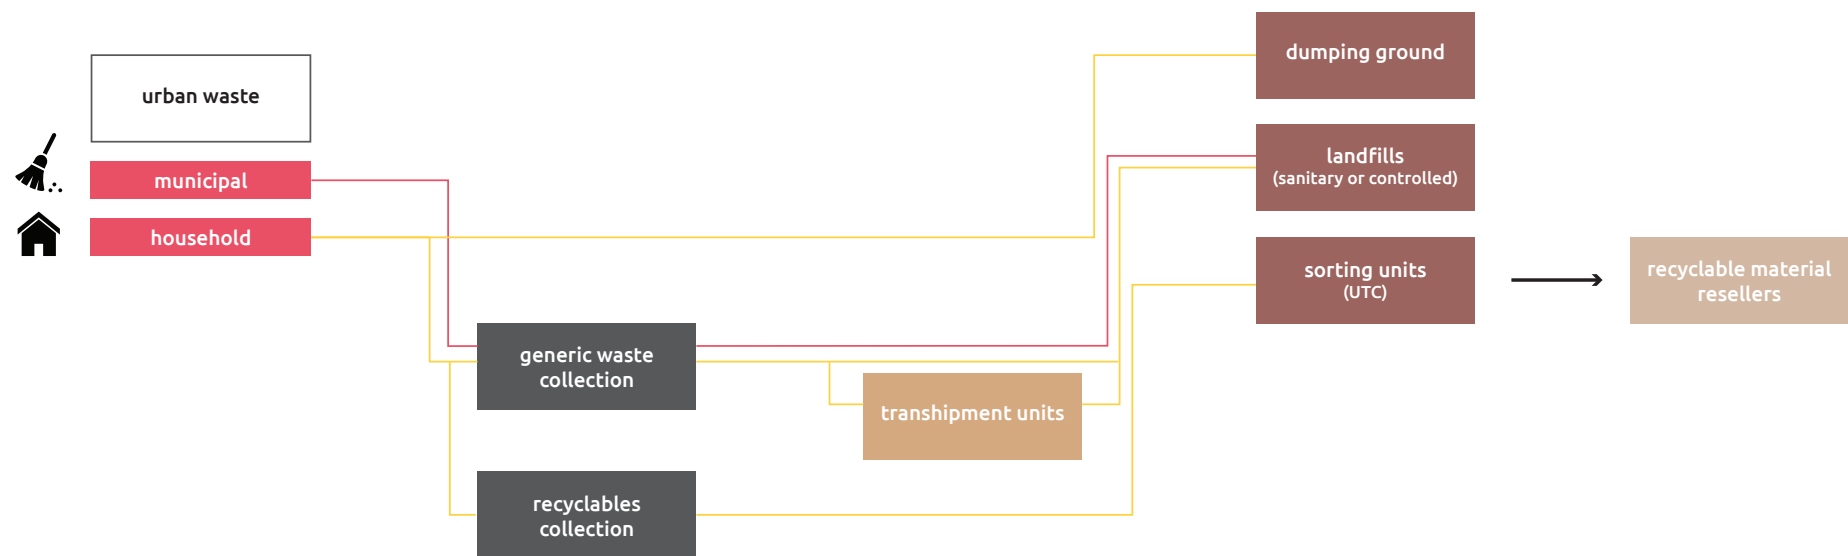 urban waste
municipal
household
generic waste
collection
recyclables
collection
transhipment units
dumping ground
landfills
(sanitary or controlled)
sorting units
(UTC)
recyclable material
resellers